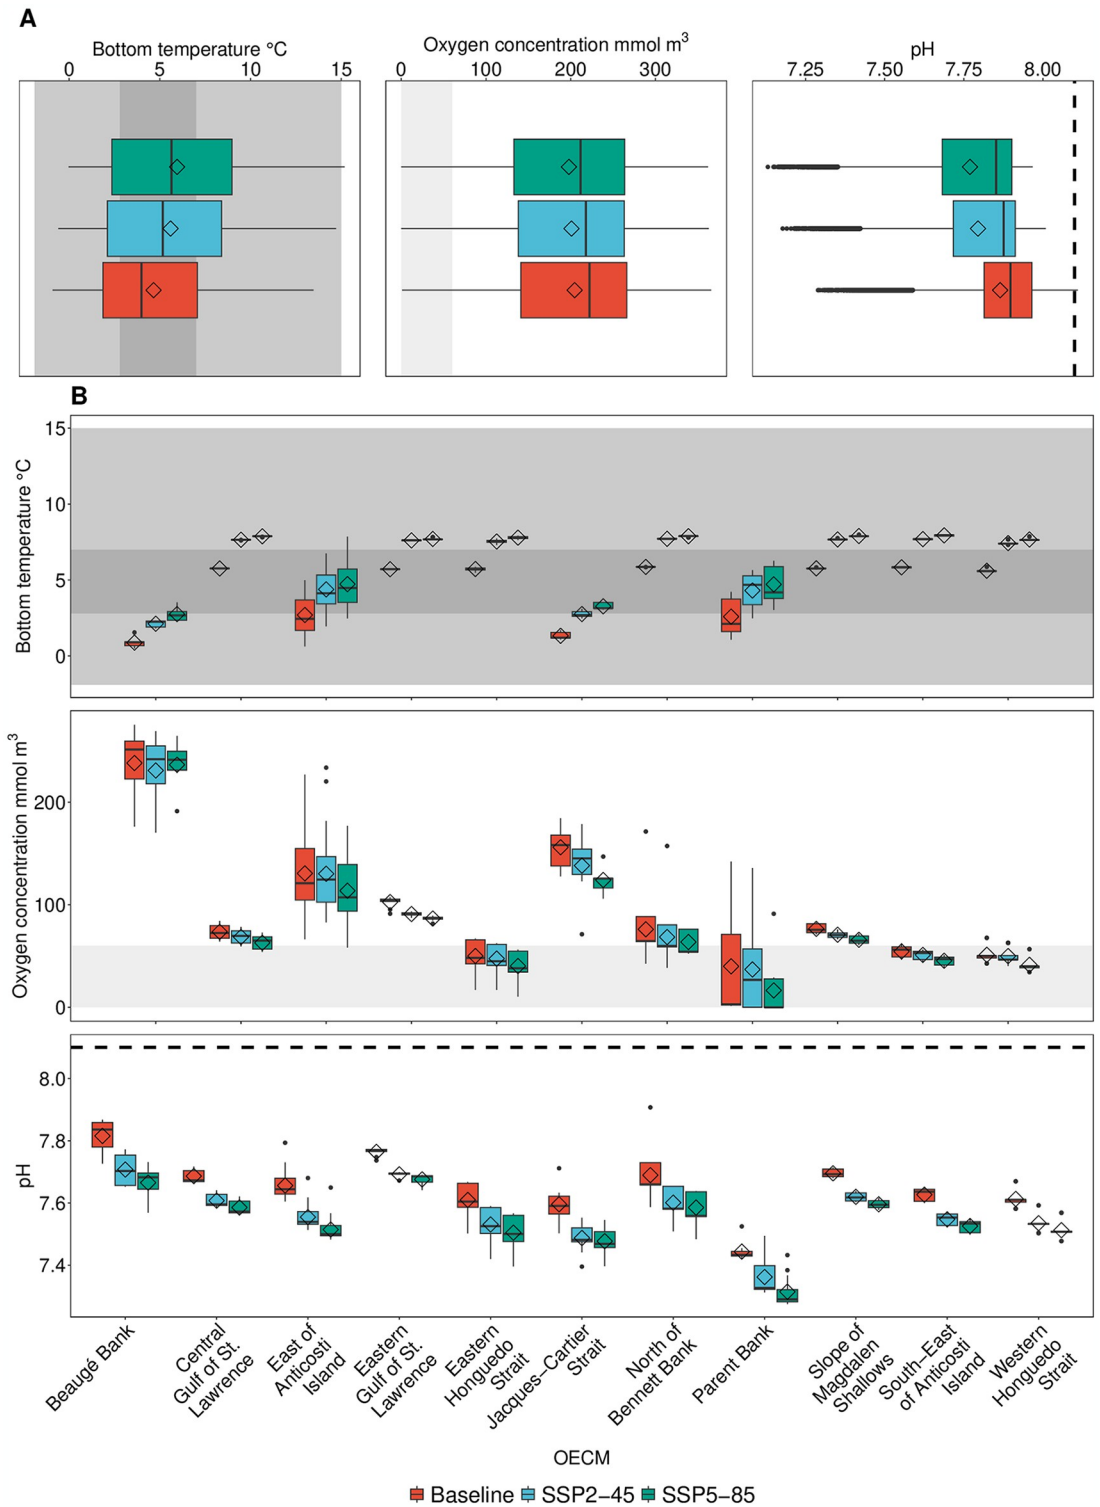 A
Bottom temperature °C
0 5 10 15
Oxygen concentration mmol m3
0 100 200 300
pH
7.25 7.50 7.75 8.00
B
Bottom temperature °C
15
10
5
0
Oxygen concentration mmol m3
200
100
0
pH
8.0
7.8
7.6
7.4
Beaugé Bank
Central
Gulf of St.
Lawrence
East of
Anticosti
Island
Eastern
Gulf of St.
Lawrence
Eastern
Honguedo
Strait
Jacques−Cartier
Strait
North of
Bennett Bank
Parent Bank
Slope of
Magdalen
Shallows
South−East
of Anticosti
Island
Western
Honguedo
Strait
OECM
Baseline SSP2−45 SSP5−85